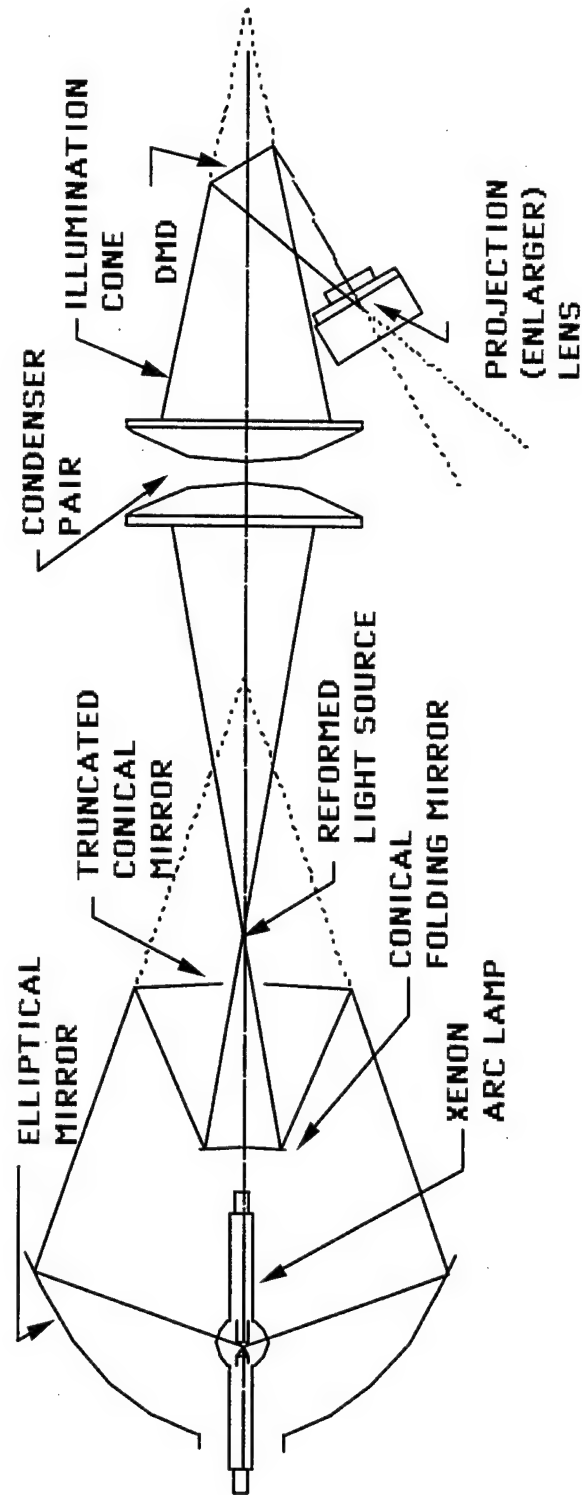 ELLIPTICAL
MIRROR
TRUNCATED
CONICAL
MIRROR
CONDENSER
PAIR
ILLUMINATION
CONE
DMD
XENON
ARC LAMP
CONICAL
FOLDING MIRROR
REFORMED
LIGHT SOURCE
PROJECTION
(ENLARGER)
LENS